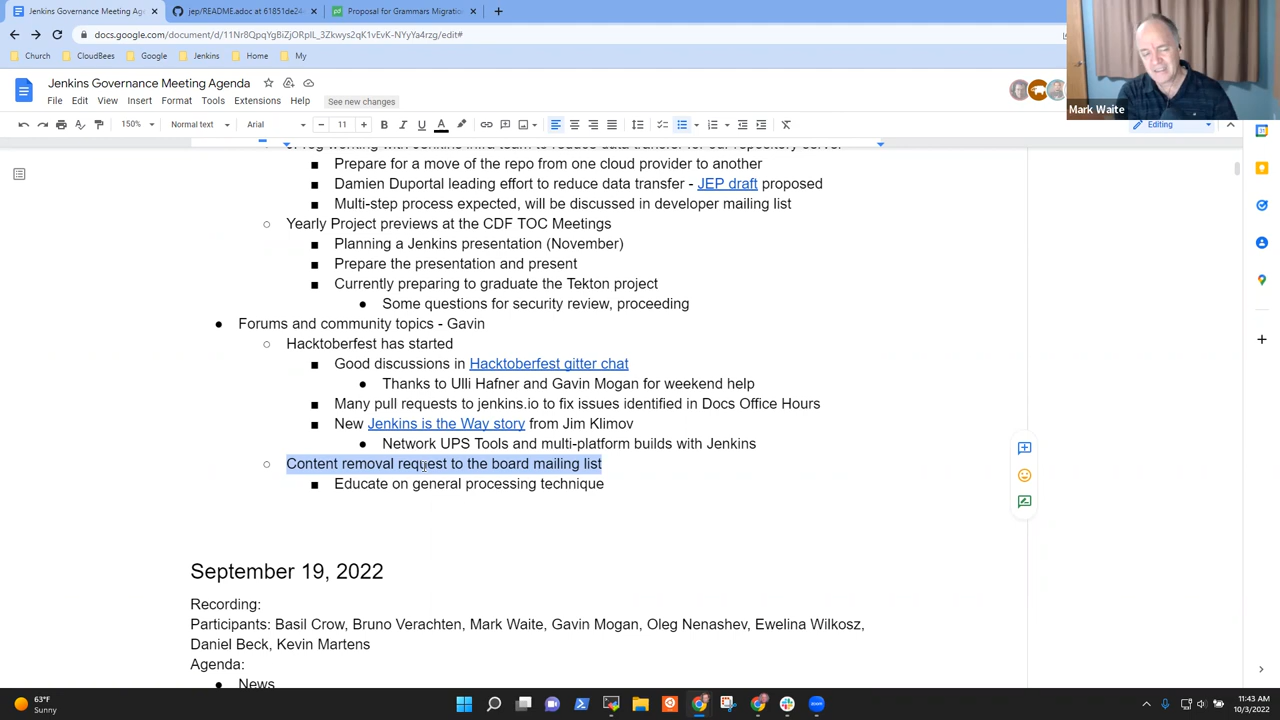 Jenkins Governance Meeting Age
jep/README.adoc at 61851de24
Proposal for Grammars Migration
docs.google.com/document/d/11Nr8QpqYgBiZjORpIL_3Zkwys2qK1vEvK-NYyYa4rzg/edit#
Church CloudBees Google Jenkins Home My
Jenkins Governance Meeting Agenda
File Edit View Insert Format Tools Extensions Help See new changes
150% Normal text Arial 11 Editing
Mark Waite
Prepare for a move of the repo from one cloud provider to another
Damien Duportal leading effort to reduce data transfer - JEP draft proposed
Multi-step process expected, will be discussed in developer mailing list
Yearly Project previews at the CDF TOC Meetings
Planning a Jenkins presentation (November)
Prepare the presentation and present
Currently preparing to graduate the Tekton project
Some questions for security review, proceeding
Forums and community topics - Gavin
Hacktoberfest has started
Good discussions in Hacktoberfest gitter chat
Thanks to Ulli Hafner and Gavin Mogan for weekend help
Many pull requests to jenkins.io to fix issues identified in Docs Office Hours
New Jenkins is the Way story from Jim Klimov
Network UPS Tools and multi-platform builds with Jenkins
Content removal request to the board mailing list
Educate on general processing technique
September 19, 2022
Recording:
Participants: Basil Crow, Bruno Verachten, Mark Waite, Gavin Mogan, Oleg Nenashev, Ewelina Wilkosz,
Daniel Beck, Kevin Martens
Agenda:
News
63°F
Sunny
11:43 AM
10/3/2022